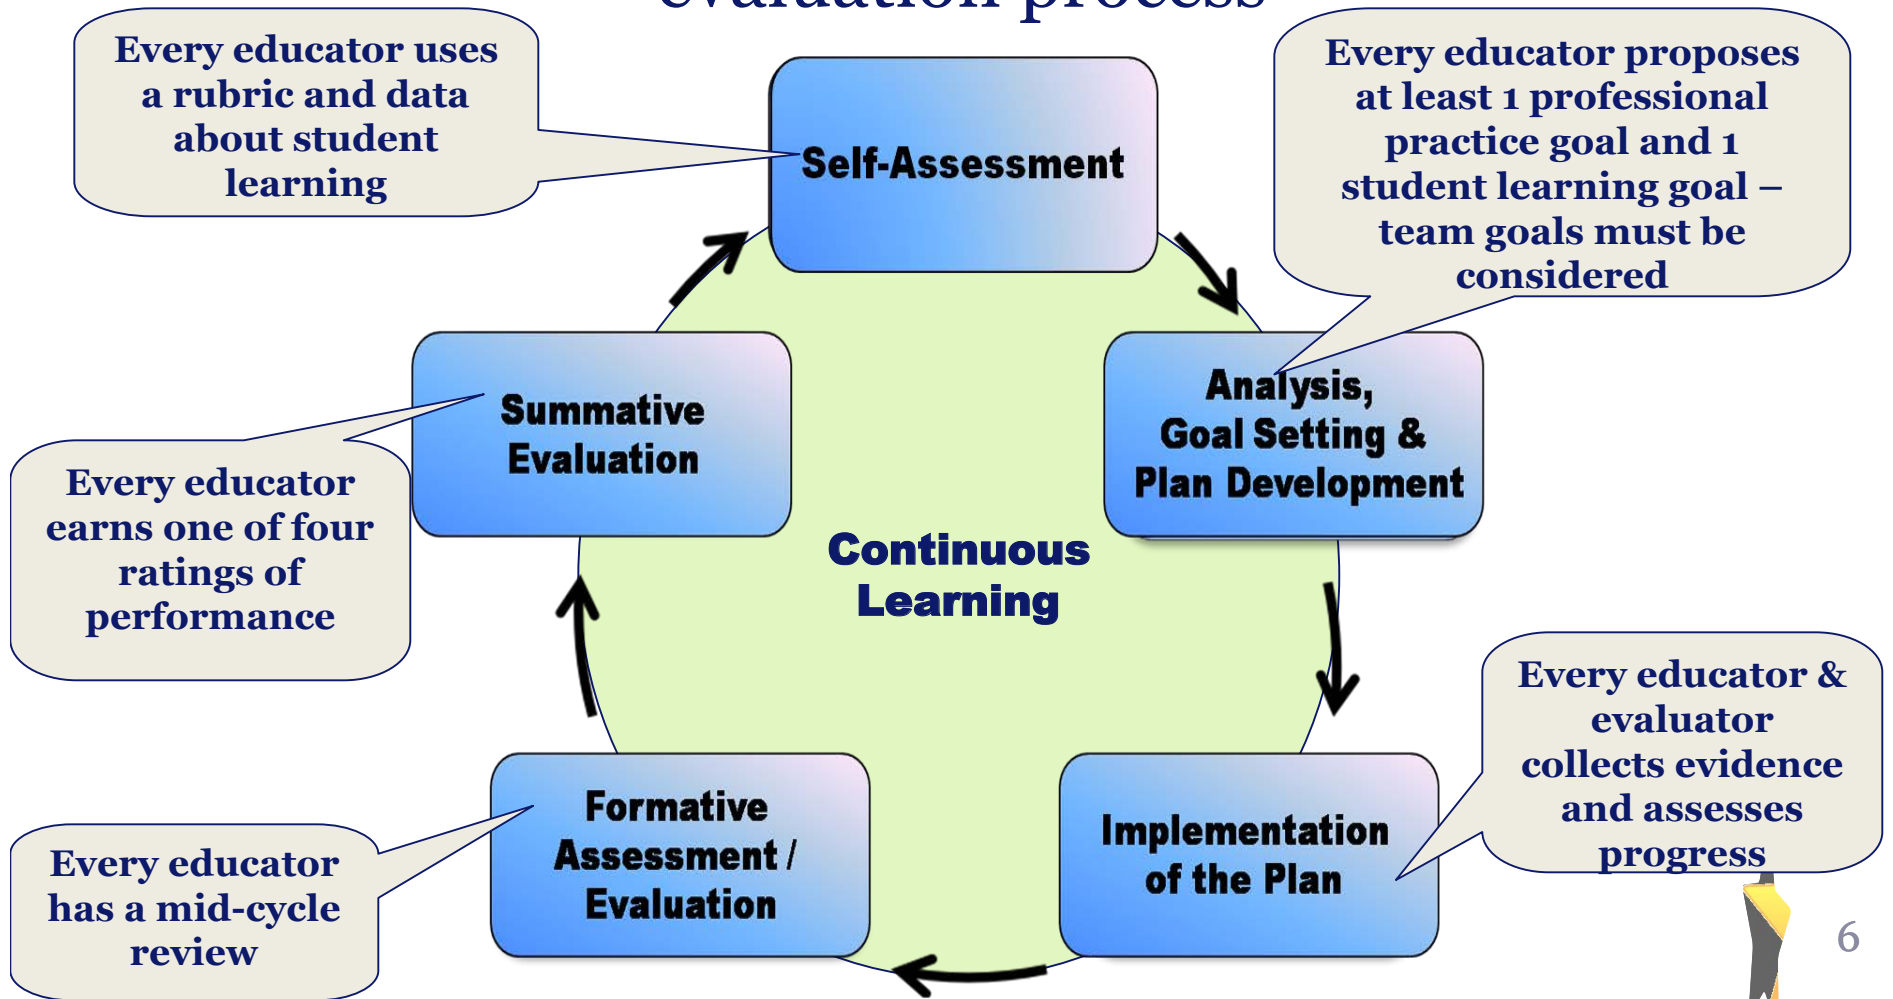 evaluation process
Every educator uses
a rubric and data
about student
learning
Self-Assessment
Every educator proposes
at least 1 professional
practice goal and 1
student learning goal –
team goals must be
considered
Analysis,
Goal Setting &
Plan Development
Summative
Evaluation
Every educator
earns one of four
ratings of
performance
Continuous
Learning
Every educator &
evaluator
collects evidence
and assesses
progress
Implementation
of the Plan
Formative
Assessment /
Evaluation
Every educator
has a mid-cycle
review
6